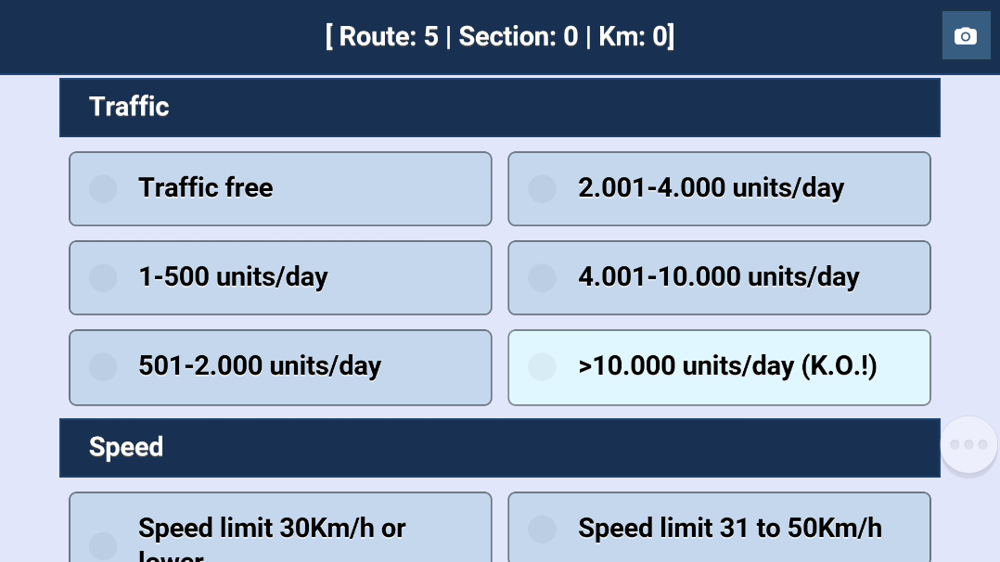 [ Route: 5 | Section: 0 | Km: 0]
Traffic
Traffic free
2.001-4.000 units/day
1-500 units/day
4.001-10.000 units/day
501-2.000 units/day
>10.000 units/day (K.O.!)
Speed
Speed limit 30Km/h or
lower
Speed limit 31 to 50Km/h